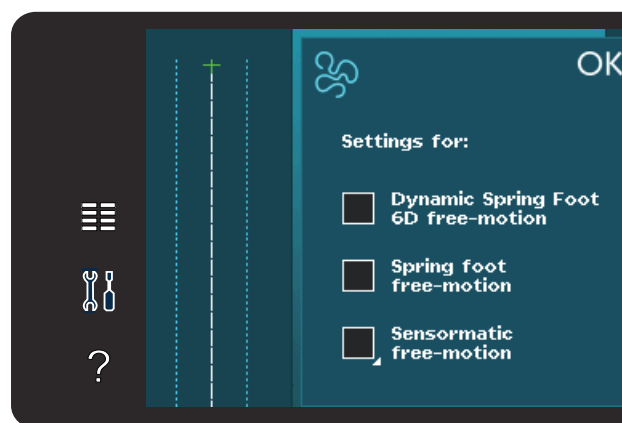 OK
Settings for:
Dynamic Spring Foot
6D free-motion
Spring foot
free-motion
Sensormatic
free-motion
?